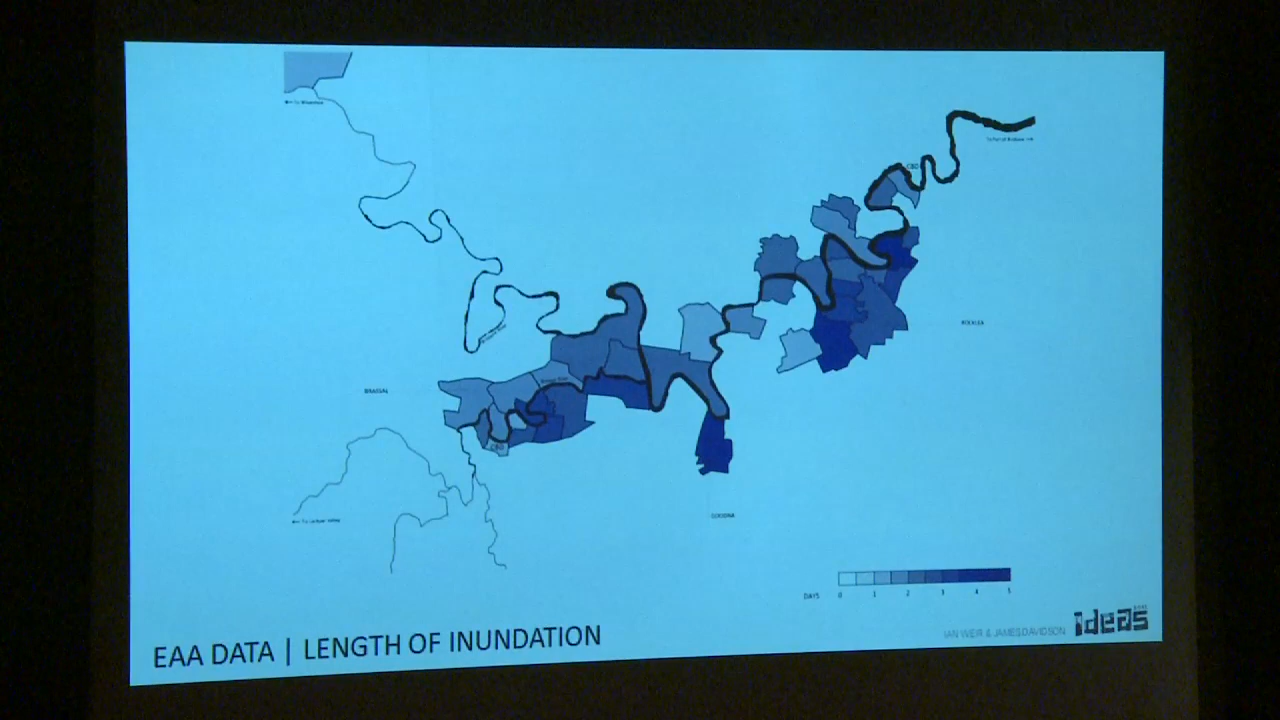 CBD
ROCKLEA
BRASSAL
CBD
GOODNA
DAYS 0 1 2 3 4 5
EAA DATA | LENGTH OF INUNDATION
IAN WEIR & JAMES DAVIDSON
ideas